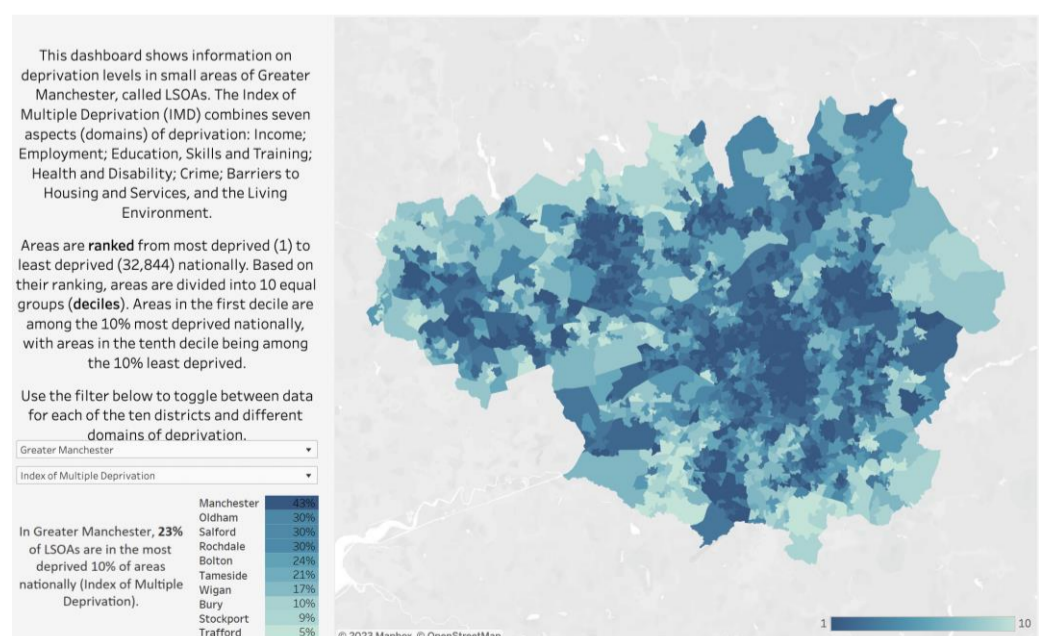 This dashboard shows information on
deprivation levels in small areas of Greater
Manchester, called LSOAs. The Index of
Multiple Deprivation (IMD) combines seven
aspects (domains) of deprivation: Income;
Employment; Education, Skills and Training;
Health and Disability; Crime; Barriers to
Housing and Services, and the Living
Environment.
Areas are ranked from most deprived (1) to
least deprived (32,844) nationally. Based on
their ranking, areas are divided into 10 equal
groups (deciles). Areas in the first decile are
among the 10% most deprived nationally,
with areas in the tenth decile being among
the 10% least deprived.
Use the filter below to toggle between data
for each of the ten districts and different
domains of deprivation.
Greater Manchester
Index of Multiple Deprivation
In Greater Manchester, 23%
of LSOAs are in the most
deprived 10% of areas
nationally (Index of Multiple
Deprivation).
Manchester 43%
Oldham 30%
Salford 30%
Rochdale 30%
Bolton 24%
Tameside 21%
Wigan 17%
Bury 10%
Stockport 9%
Trafford 5%
© 2023 Mapbox © OpenStreetMap
1 10